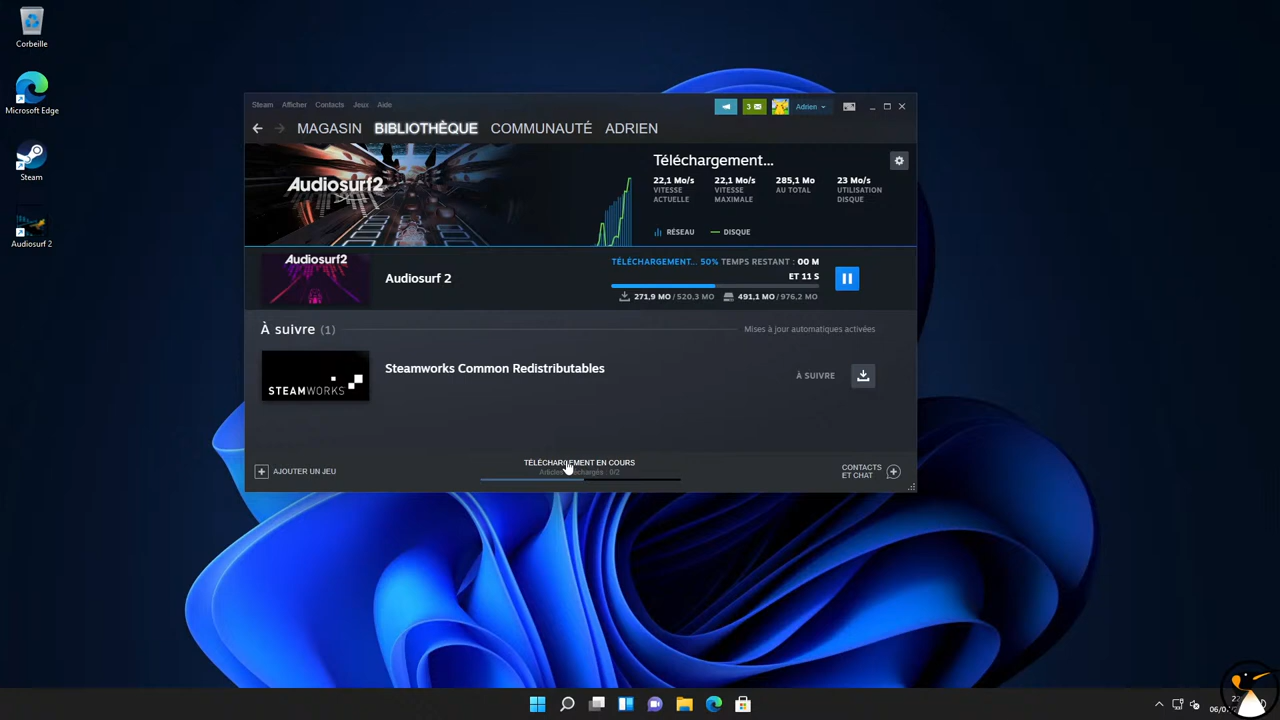 Corbeille
Microsoft Edge
Steam
Audiosurf 2
Steam Afficher Contacts Jeux Aide
3
Adrien
MAGASIN BIBLIOTHÈQUE COMMUNAUTÉ ADRIEN
Audiosurf2
Téléchargement...
22,1 Mo/s 22,1 Mo/s 285,1 Mo 23 Mo/s
VITESSE VITESSE AU TOTAL UTILISATION
ACTUELLE MAXIMALE DISQUE
RÉSEAU DISQUE
Audiosurf2
Audiosurf 2
TÉLÉCHARGEMENT... 50% TEMPS RESTANT : 00 M
ET 11 S
271,9 MO / 520,3 MO 491,1 MO / 976,2 MO
À suivre (1)
Mises à jour automatiques activées
STEAMWORKS
Steamworks Common Redistributables
À SUIVRE
AJOUTER UN JEU
TÉLÉCHARGEMENT EN COURS
0/2
CONTACTS
ET CHAT